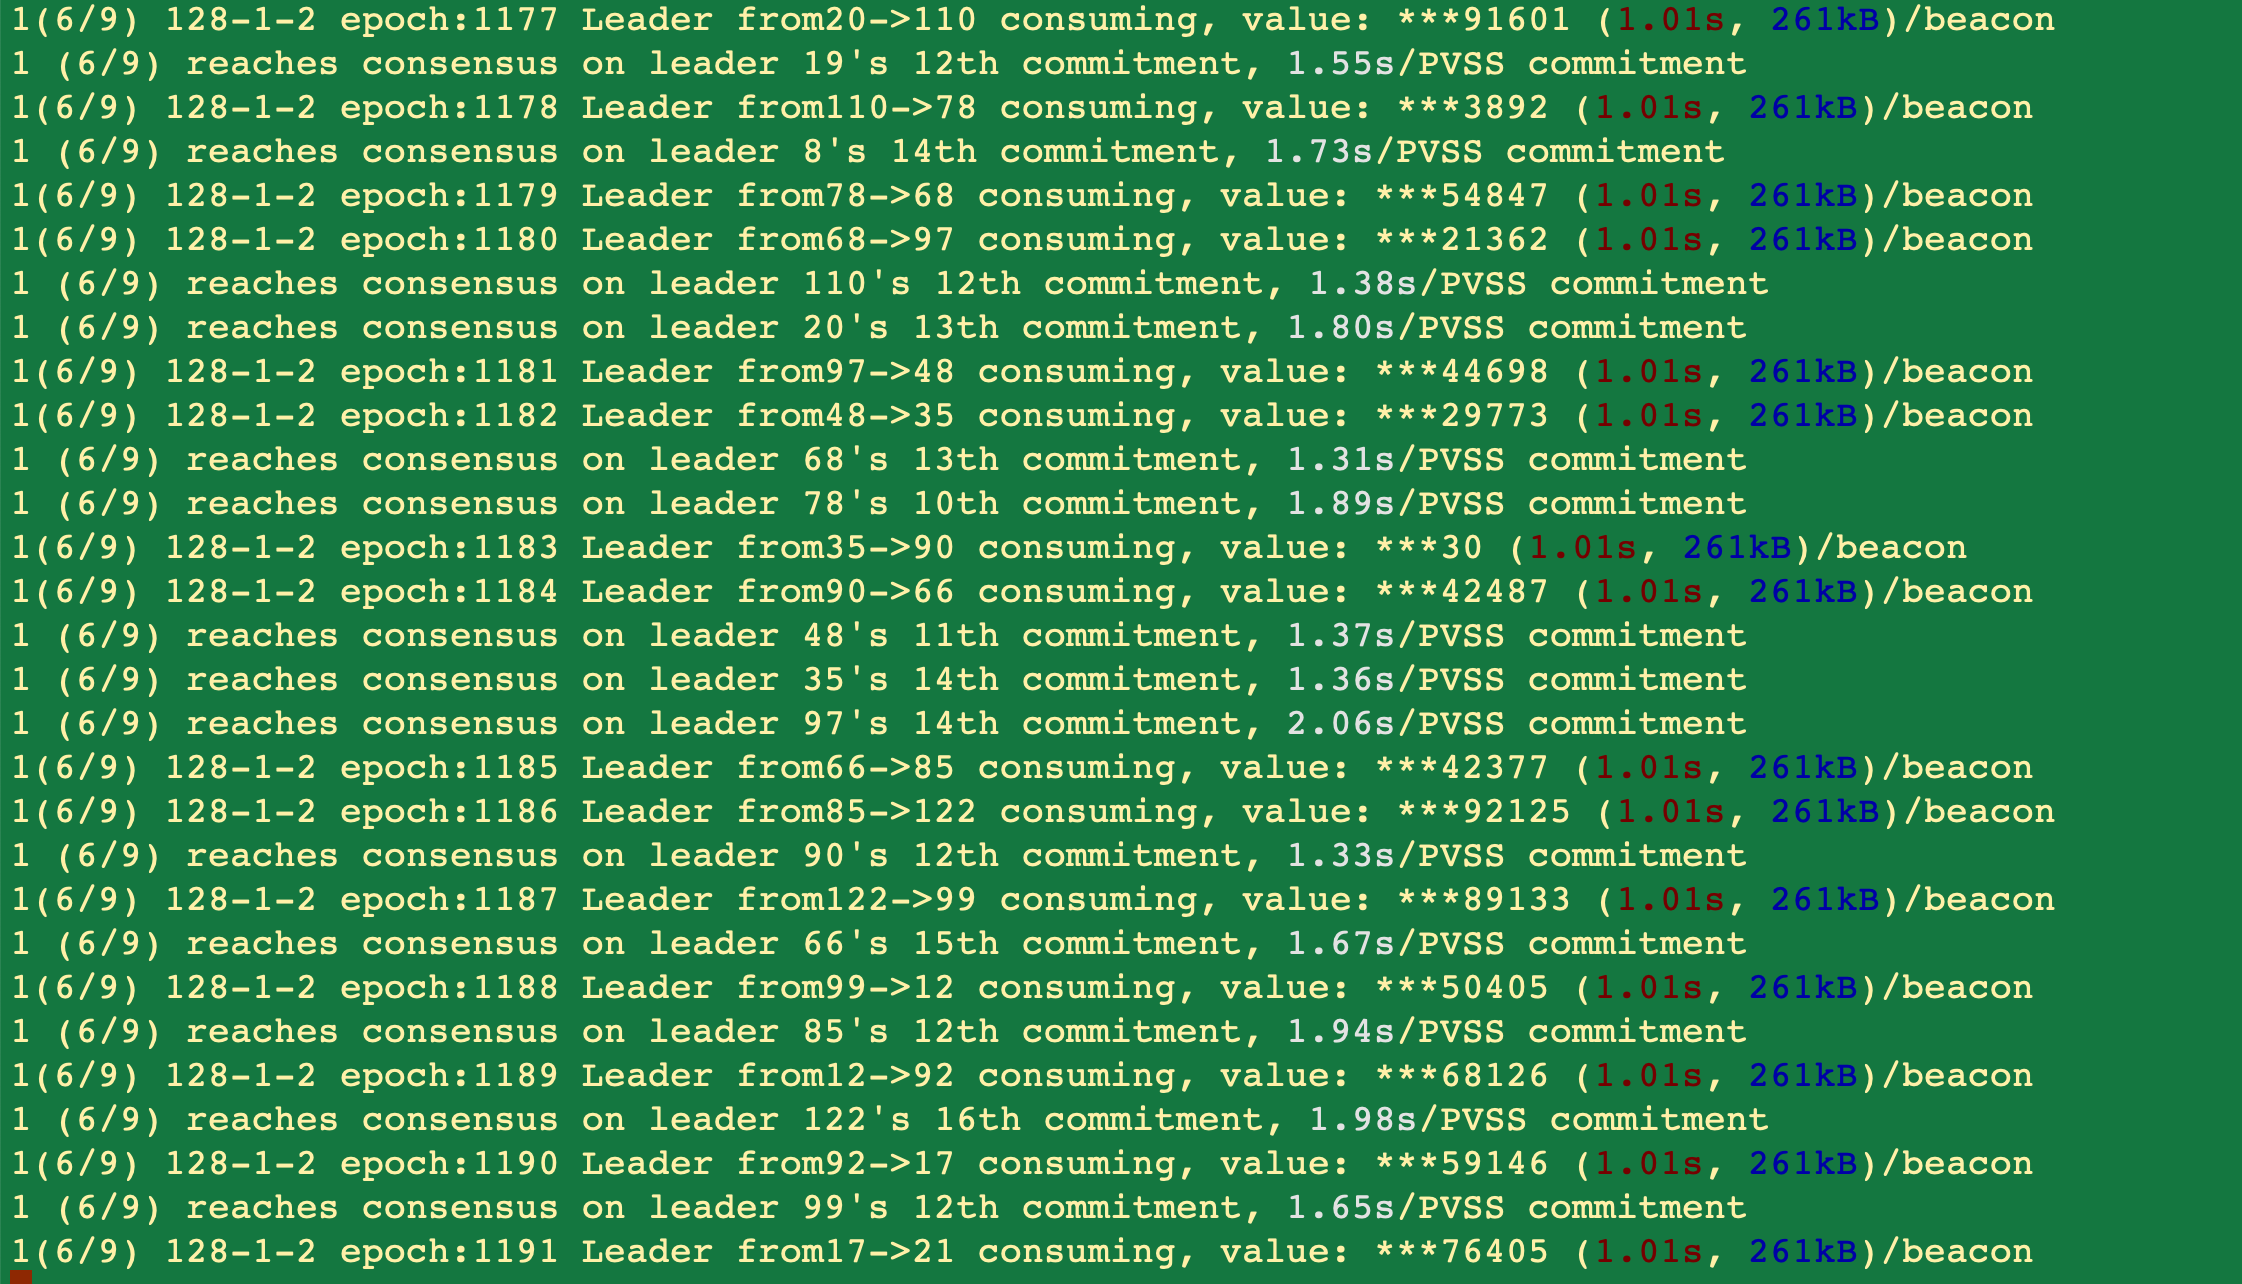 1(6/9) 128-1-2 epoch:1177 Leader from20->110 consuming, value: ***91601 (1.01s, 261kB)/beacon
1 (6/9) reaches consensus on leader 19's 12th commitment, 1.55s/PVSS commitment
1(6/9) 128-1-2 epoch:1178 Leader from110->78 consuming, value: ***3892 (1.01s, 261kB)/beacon
1 (6/9) reaches consensus on leader 8's 14th commitment, 1.73s/PVSS commitment
1(6/9) 128-1-2 epoch:1179 Leader from78->68 consuming, value: ***54847 (1.01s, 261kB)/beacon
1(6/9) 128-1-2 epoch:1180 Leader from68->97 consuming, value: ***21362 (1.01s, 261kB)/beacon
1 (6/9) reaches consensus on leader 110's 12th commitment, 1.38s/PVSS commitment
1 (6/9) reaches consensus on leader 20's 13th commitment, 1.80s/PVSS commitment
1(6/9) 128-1-2 epoch:1181 Leader from97->48 consuming, value: ***44698 (1.01s, 261kB)/beacon
1(6/9) 128-1-2 epoch:1182 Leader from48->35 consuming, value: ***29773 (1.01s, 261kB)/beacon
1 (6/9) reaches consensus on leader 68's 13th commitment, 1.31s/PVSS commitment
1 (6/9) reaches consensus on leader 78's 10th commitment, 1.89s/PVSS commitment
1(6/9) 128-1-2 epoch:1183 Leader from35->90 consuming, value: ***30 (1.01s, 261kB)/beacon
1(6/9) 128-1-2 epoch:1184 Leader from90->66 consuming, value: ***42487 (1.01s, 261kB)/beacon
1 (6/9) reaches consensus on leader 48's 11th commitment, 1.37s/PVSS commitment
1 (6/9) reaches consensus on leader 35's 14th commitment, 1.36s/PVSS commitment
1 (6/9) reaches consensus on leader 97's 14th commitment, 2.06s/PVSS commitment
1(6/9) 128-1-2 epoch:1185 Leader from66->85 consuming, value: ***42377 (1.01s, 261kB)/beacon
1(6/9) 128-1-2 epoch:1186 Leader from85->122 consuming, value: ***92125 (1.01s, 261kB)/beacon
1 (6/9) reaches consensus on leader 90's 12th commitment, 1.33s/PVSS commitment
1(6/9) 128-1-2 epoch:1187 Leader from122->99 consuming, value: ***89133 (1.01s, 261kB)/beacon
1 (6/9) reaches consensus on leader 66's 15th commitment, 1.67s/PVSS commitment
1(6/9) 128-1-2 epoch:1188 Leader from99->12 consuming, value: ***50405 (1.01s, 261kB)/beacon
1 (6/9) reaches consensus on leader 85's 12th commitment, 1.94s/PVSS commitment
1(6/9) 128-1-2 epoch:1189 Leader from12->92 consuming, value: ***68126 (1.01s, 261kB)/beacon
1 (6/9) reaches consensus on leader 122's 16th commitment, 1.98s/PVSS commitment
1(6/9) 128-1-2 epoch:1190 Leader from92->17 consuming, value: ***59146 (1.01s, 261kB)/beacon
1 (6/9) reaches consensus on leader 99's 12th commitment, 1.65s/PVSS commitment
1(6/9) 128-1-2 epoch:1191 Leader from17->21 consuming, value: ***76405 (1.01s, 261kB)/beacon